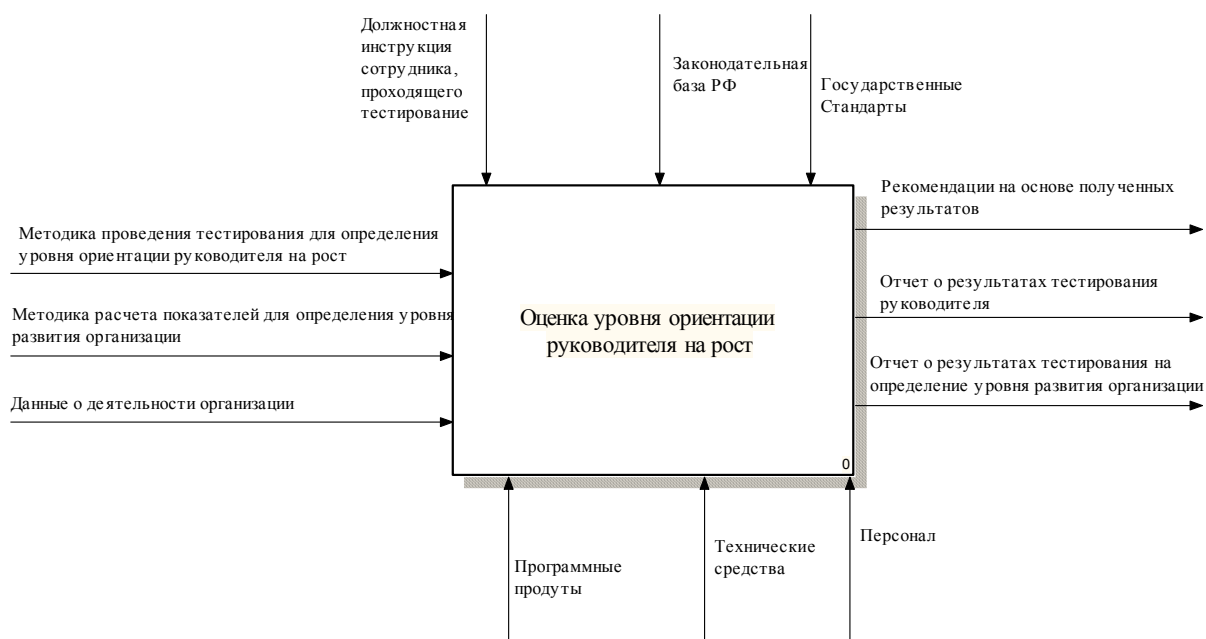 Должностная
инструкция
сотрудника,
проходящего
тестирование
Законодательная
база РФ
Государственные
Стандарты
Методика проведения тестирования для определения
уровня ориентации руководителя на рост
Методика расчета показателей для определения уровня
развития организации
Данные о деятельности организации
Оценка уровня ориентации
руководителя на рост
0
Рекомендации на основе полученных
результатов
Отчет о результатах тестирования
руководителя
Отчет о результатах тестирования на
определение уровня развития организации
Программные
продуты
Технические
средства
Персонал